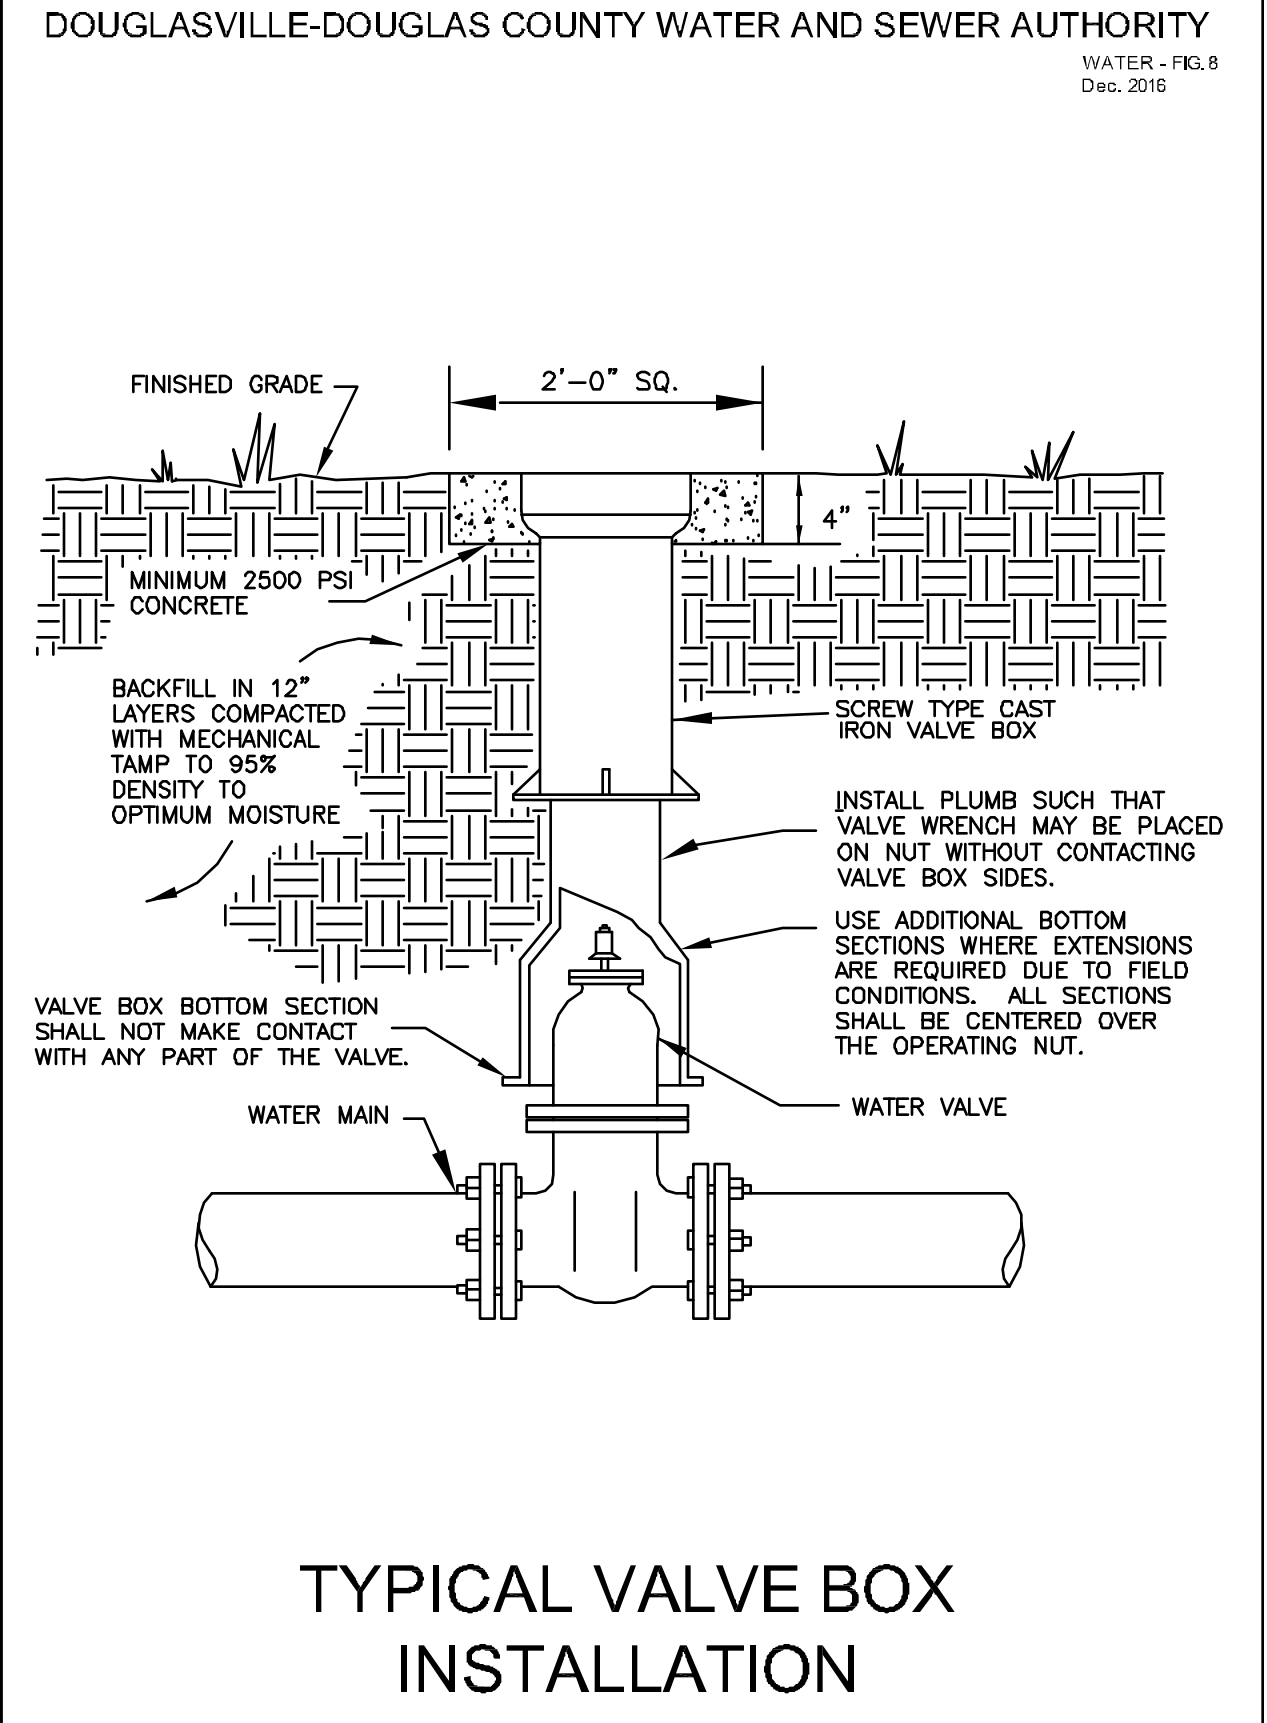 DOUGLASVILLE-DOUGLAS COUNTY WATER AND SEWER AUTHORITY
WATER - FIG. 8
Dec. 2016
FINISHED GRADE
2'-0" SQ.
4"
MINIMUM 2500 PSI
CONCRETE
BACKFILL IN 12"
LAYERS COMPACTED
WITH MECHANICAL
TAMP TO 95%
DENSITY TO
OPTIMUM MOISTURE
SCREW TYPE CAST
IRON VALVE BOX
INSTALL PLUMB SUCH THAT
VALVE WRENCH MAY BE PLACED
ON NUT WITHOUT CONTACTING
VALVE BOX SIDES.
USE ADDITIONAL BOTTOM
SECTIONS WHERE EXTENSIONS
ARE REQUIRED DUE TO FIELD
CONDITIONS. ALL SECTIONS
SHALL BE CENTERED OVER
THE OPERATING NUT.
VALVE BOX BOTTOM SECTION
SHALL NOT MAKE CONTACT
WITH ANY PART OF THE VALVE.
WATER MAIN
WATER VALVE
TYPICAL VALVE BOX
INSTALLATION